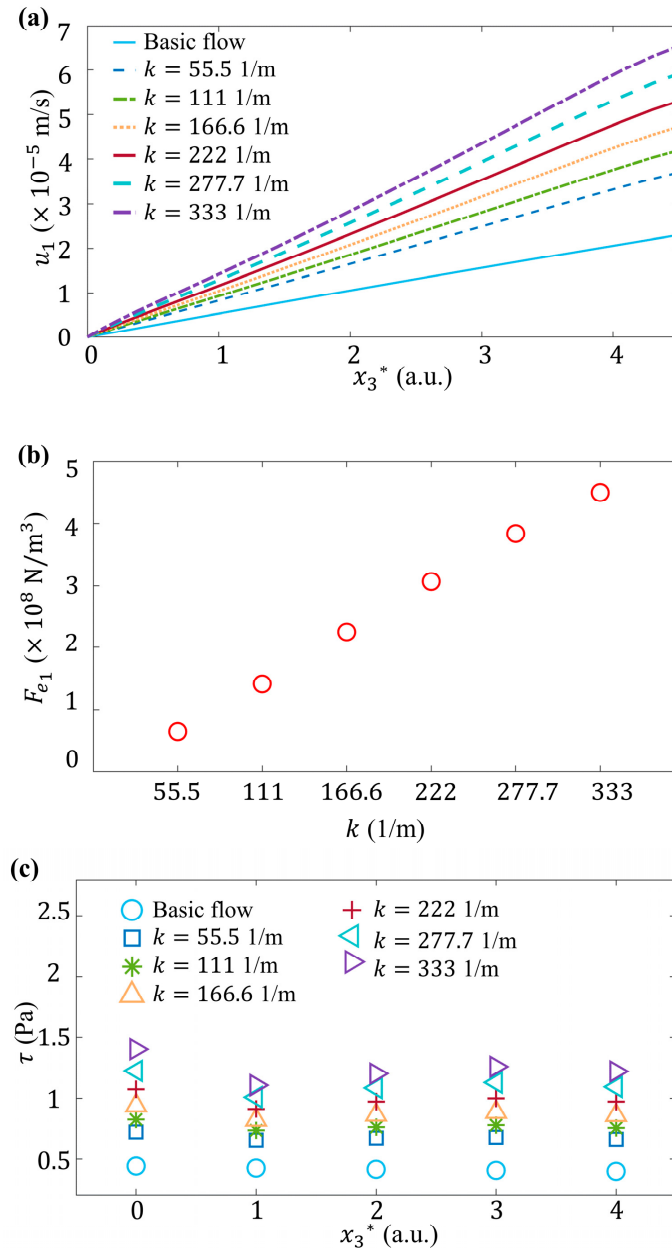 (a)
7
6
5
4
3
2
1
0
u₁ (× 10⁻⁵ m/s)
Basic flow
k = 55.5 1/m
k = 111 1/m
k = 166.6 1/m
k = 222 1/m
k = 277.7 1/m
k = 333 1/m
0 1 2 3 4
x₃* (a.u.)
(b)
5
4
3
2
1
0
F_{e₁} (× 10⁸ N/m³)
55.5 111 166.6 222 277.7 333
k (1/m)
(c)
2.5
2
1.5
1
0.5
τ (Pa)
Basic flow
k = 55.5 1/m
k = 111 1/m
k = 166.6 1/m
k = 222 1/m
k = 277.7 1/m
k = 333 1/m
0 1 2 3 4
x₃* (a.u.)